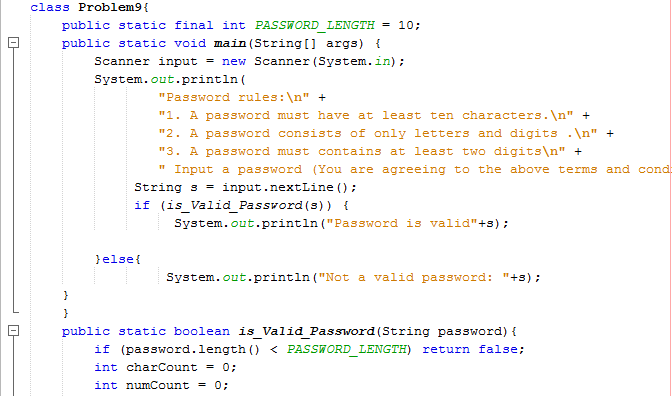 class Problem9{
    public static final int PASSWORD_LENGTH = 10;
    public static void main(String[] args) {
        Scanner input = new Scanner(System.in);
        System.out.println(
                "Password rules:\n" +
                "1. A password must have at least ten characters.\n" +
                "2. A password consists of only letters and digits .\n" +
                "3. A password must contains at least two digits\n" +
                " Input a password (You are agreeing to the above terms and cond
             String s = input.nextLine();
             if (is_Valid_Password(s)) {
                  System.out.println("Password is valid"+s);
        }else{
                 System.out.println("Not a valid password: "+s);
    }
    }
    public static boolean is_Valid_Password(String password){
        if (password.length() < PASSWORD_LENGTH) return false;
        int charCount = 0;
        int numCount = 0;